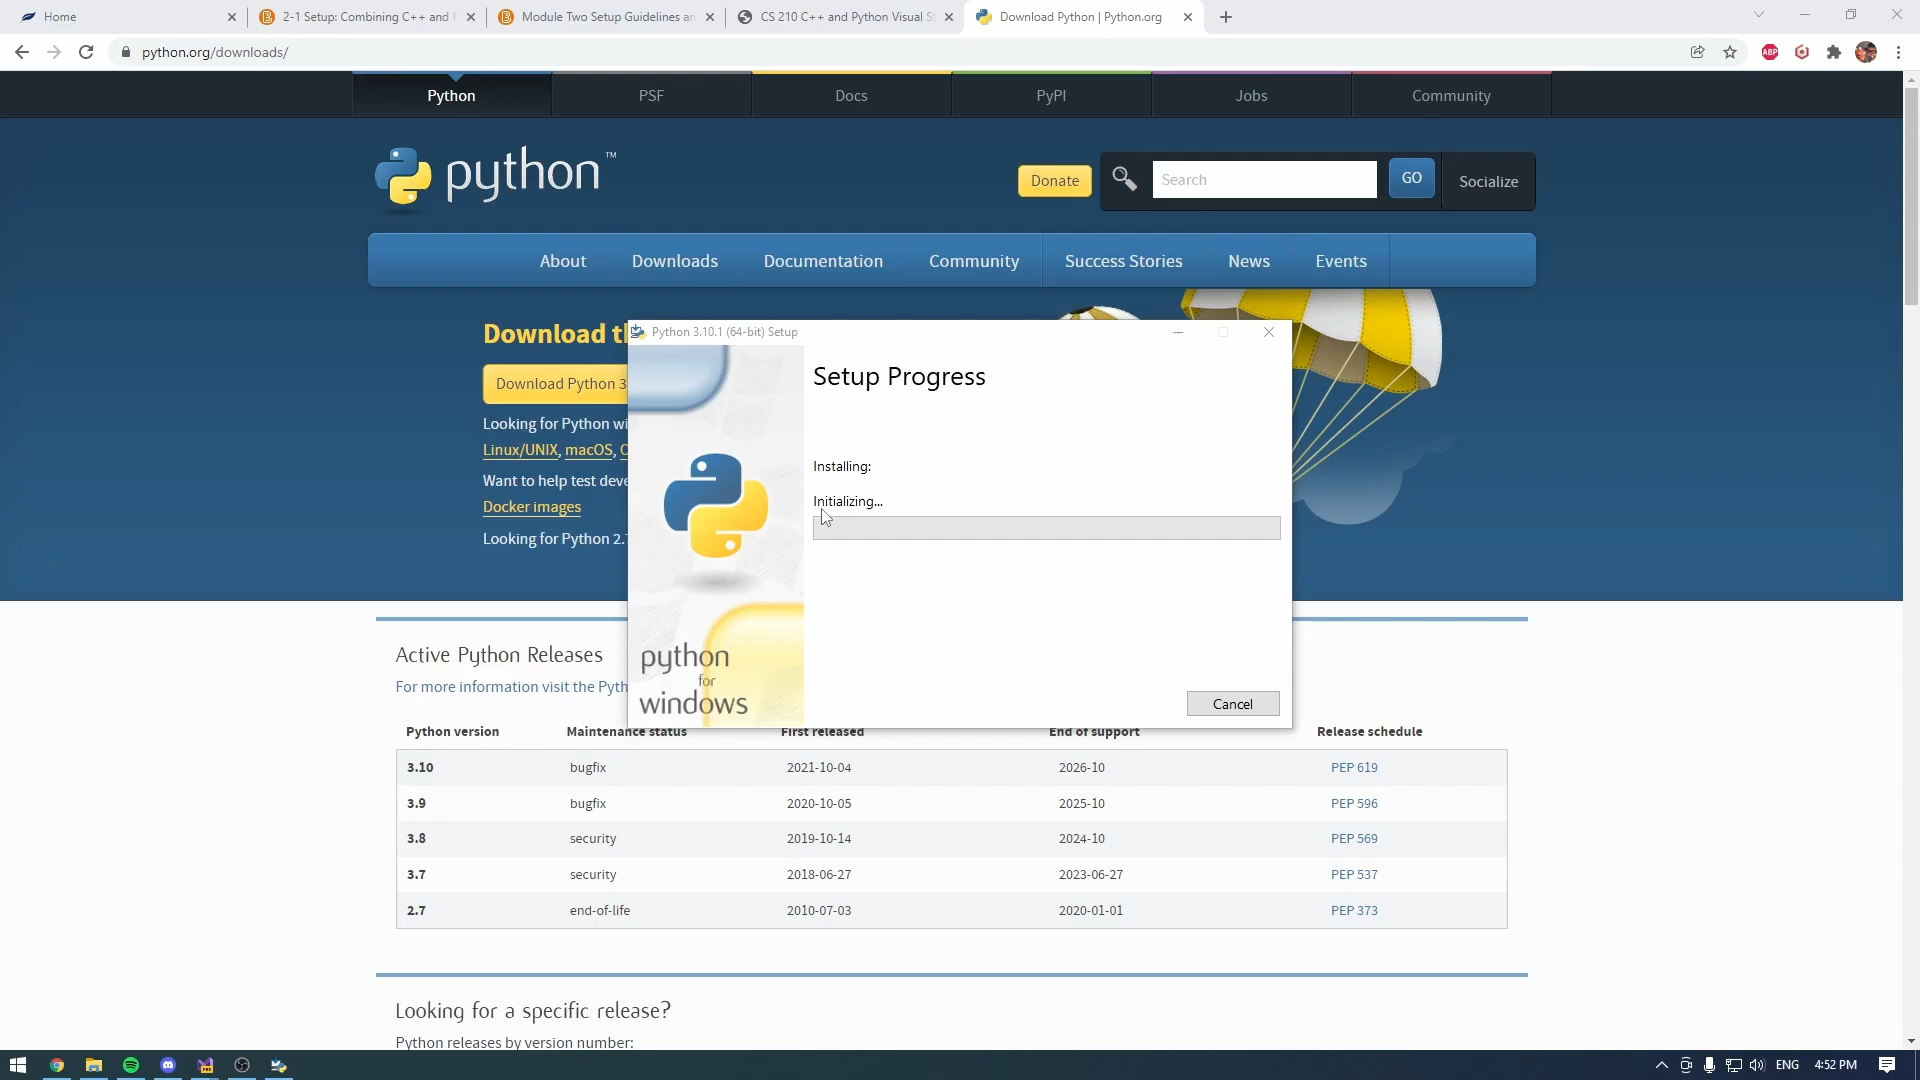 Home
2-1 Setup: Combining C++ and P
Module Two Setup Guidelines an
CS 210 C++ and Python Visual S
Download Python | Python.org
python.org/downloads/
ABP
Python
PSF
Docs
PyPI
Jobs
Community
python™
Donate
Search
GO
Socialize
About
Downloads
Documentation
Community
Success Stories
News
Events
Download th
Download Python 3
Looking for Python wi
Linux/UNIX, macOS, O
Want to help test deve
Docker images
Looking for Python 2.7
Python 3.10.1 (64-bit) Setup
Setup Progress
Installing:
Initializing...
python
for
windows
Cancel
Active Python Releases
For more information visit the Pyth
Python version
Maintenance status
First released
End of support
Release schedule
3.10
bugfix
2021-10-04
2026-10
PEP 619
3.9
bugfix
2020-10-05
2025-10
PEP 596
3.8
security
2019-10-14
2024-10
PEP 569
3.7
security
2018-06-27
2023-06-27
PEP 537
2.7
end-of-life
2010-07-03
2020-01-01
PEP 373
Looking for a specific release?
Python releases by version number:
ENG
4:52 PM